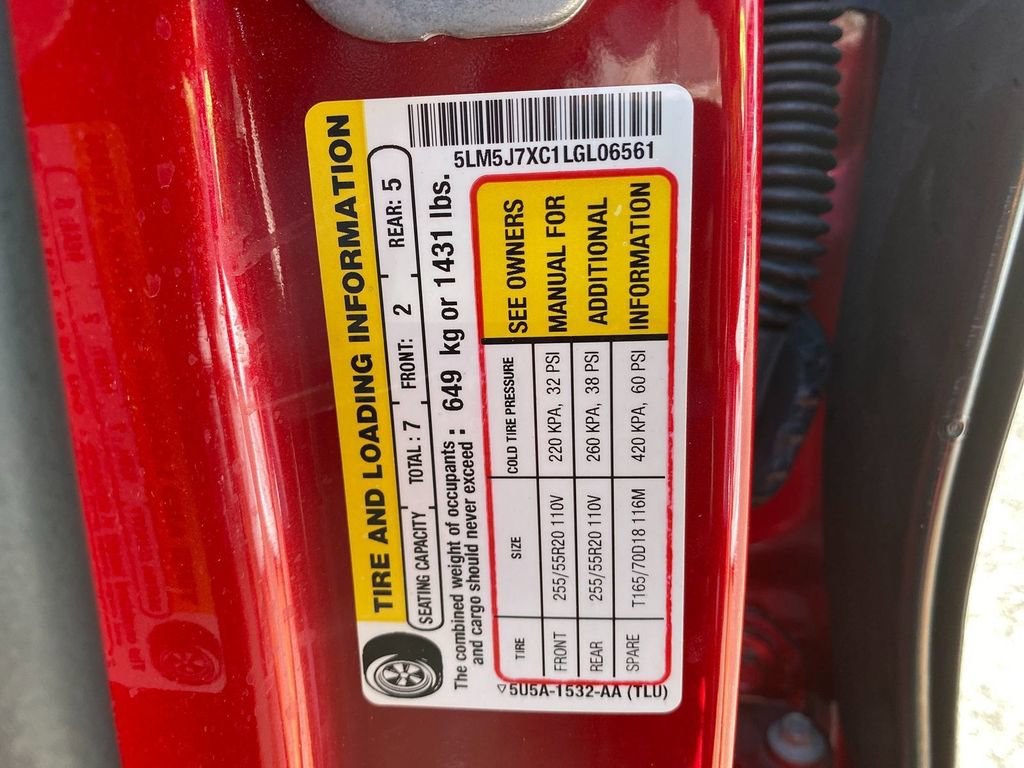 TIRE AND LOADING INFORMATION
SEATING CAPACITY TOTAL : 7 FRONT: 2 REAR: 5
The combined weight of occupants
and cargo should never exceed : 649 kg or 1431 lbs.
5LM5J7XC1LGL06561
TIRE SIZE COLD TIRE PRESSURE
FRONT 255/55R20 110V 220 KPA, 32 PSI
REAR 255/55R20 110V 260 KPA, 38 PSI
SPARE T165/70D18 116M 420 KPA, 60 PSI
SEE OWNERS
MANUAL FOR
ADDITIONAL
INFORMATION
▽5U5A-1532-AA (TLU)